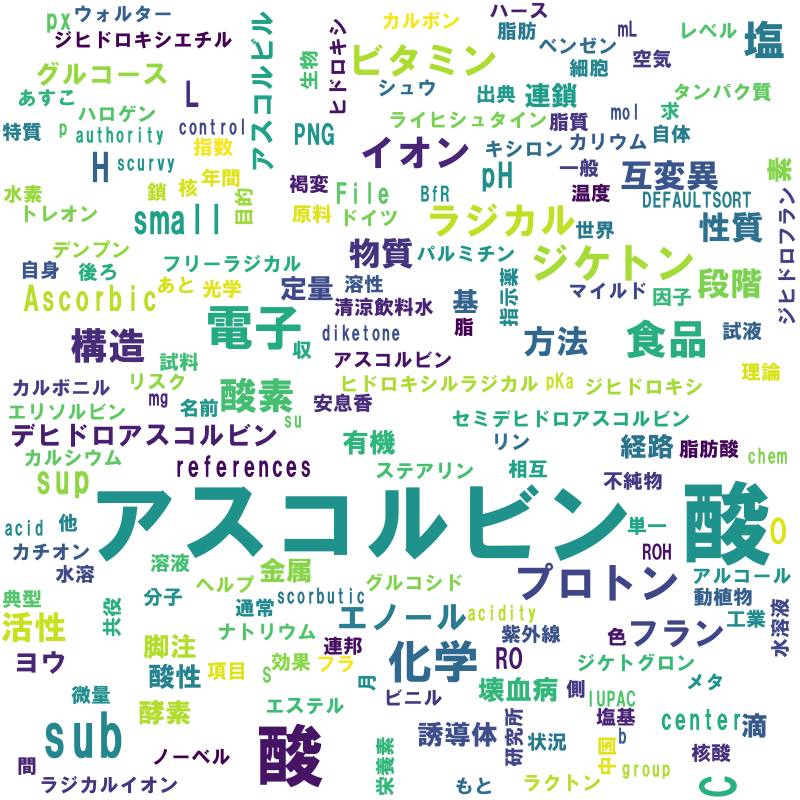 px
ウォルター
カルボン
ハース
脂肪
mL
レベル
塩
ジヒドロキシエチル
アスコルビル
生物
ヒドロキシ
ビタミン
ベンゼン
細胞
空気
グルコース
L
シュウ
出典
連鎖
タンパク質
あすこ
ハロゲン
ライヒシュタイン
脂質
mol
求
特質
p
authority
control
指数
PNG
イオン
キシロン
カリウム
自体
H
scurvy
pH
一般
互変異
素
水素
鎖
核
年間
目的
褐変
File
BfR
温度
DEFAULTSORT
トレオン
small
原料
ドイツ
ラジカル
世界
性質
ジヒドロフラン
デンプン
物質
パルミチン
ジケトン
自身
後ろ
フリーラジカル
あと
光学
定量
溶性
基
指示薬
マイルド
因子
段階
Ascorbic
清涼飲料水
構造
電子
diketone
脂
方法
食品
試液
収
試料
アスコルビン
理論
カルボニル
リスク
酸素
ヒドロキシルラジカル
pKa
ジヒドロキシ
エリソルビン
mg
名前
su
安息香
セミデヒドロアスコルビン
デヒドロアスコルビン
有機
リン
経路
脂肪酸
カルシウム
references
ステアリン
相互
chem
sup
不純物
アスコルビン
酸
acid
他
単一
O
カチオン
ROH
水溶
溶液
金属
グルコシド
プロトン
アルコール
典型
分子
ヘルプ
scorbutic
動植物
共役
通常
エノール
acidity
工業
水溶液
活性
脚注
ナトリウム
連邦
紫外線
色
フラン
ヨウ
酸性
項目
S
効果
フラ
化学
RO
ジケトグロン
微量
月
ビニル
壊血病
側
IUPAC
メタ
酵素
エステル
sub
酸
誘導体
研究所
塩基
b
center
滴
ノーベル
栄養素
状況
中国
核酸
間
ラジカルイオン
もと
ラクトン
group
C